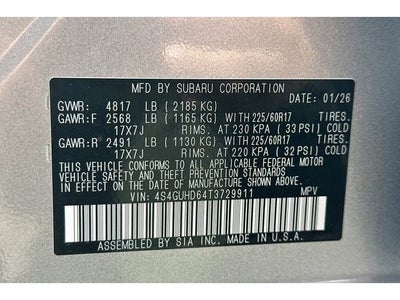 MFD. BY SUBARU CORPORATION
GVWR: 4817 LB (2185 KG) DATE: 01/26
GAWR:F 2568 LB (1165 KG) WITH 225/60R17 TIRES.
17X7J RIMS. AT 230 KPA (33 PSI) COLD
GAWR:R 2491 LB (1130 KG) WITH 225/60R17 TIRES.
17X7J RIMS. AT 220 KPA (32 PSI) COLD
THIS VEHICLE CONFORMS TO ALL APPLICABLE FEDERAL MOTOR
VEHICLE SAFETY AND THEFT PREVENTION STANDARDS
IN EFFECT ON THE DATE OF MANUFACTURE SHOWN ABOVE.
VIN: 4S4GUHD64T3729911 MPV
ASSEMBLED BY SIA INC. MADE IN U.S.A.